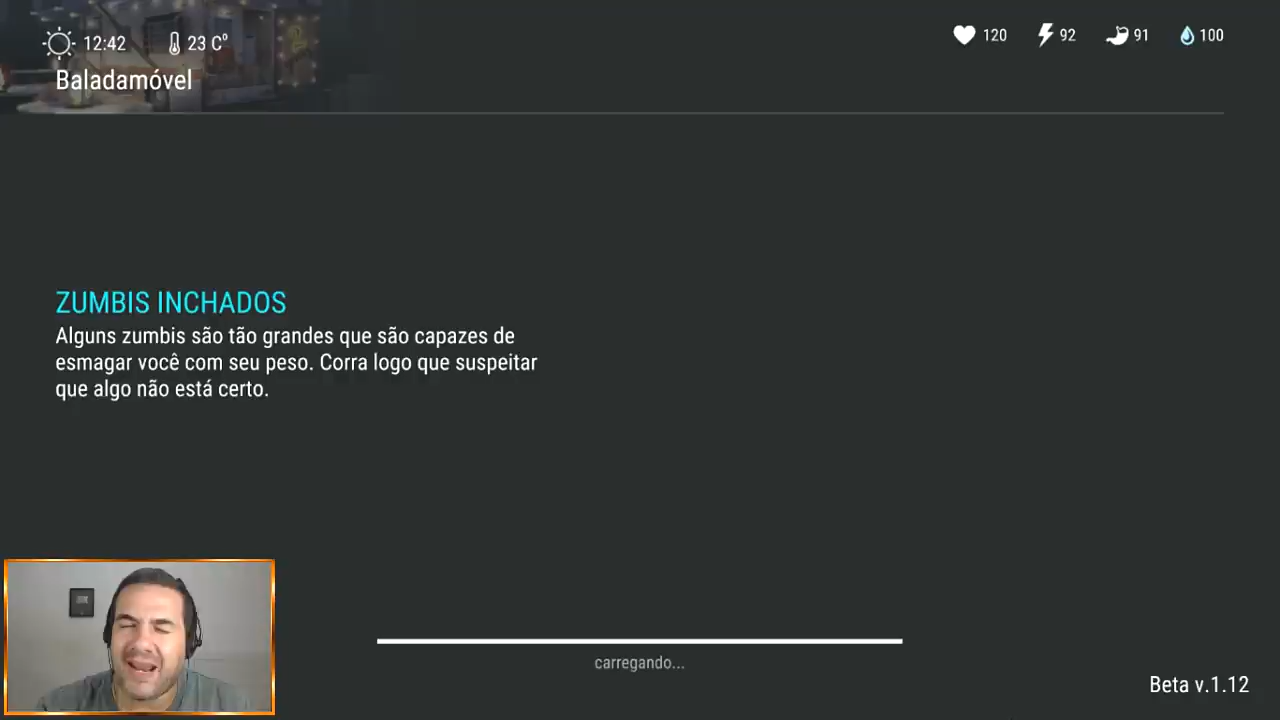 12:42 23 C°
120 92 91 100
Baladamóvel
ZUMBIS INCHADOS
Alguns zumbis são tão grandes que são capazes de
esmagar você com seu peso. Corra logo que suspeitar
que algo não está certo.
carregando...
Beta v.1.12